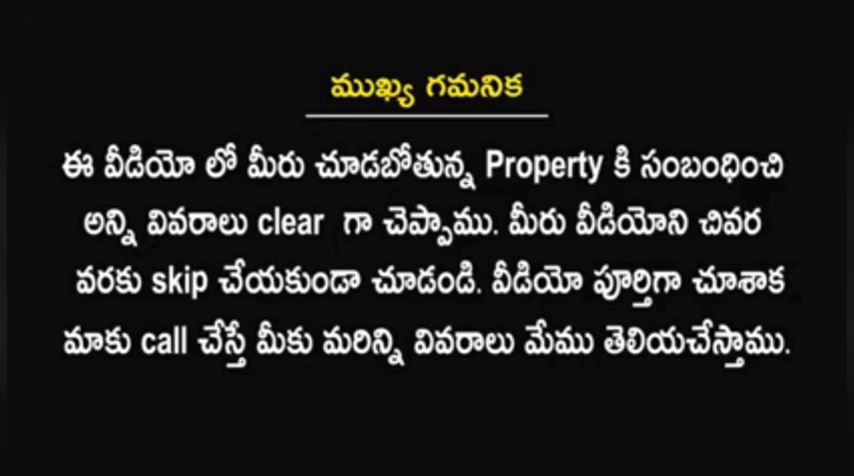 ముఖ్య గమనిక
ఈ వీడియో లో మీరు చూడబోతున్న Property కి సంబంధించి
అన్ని వివరాలు clear గా చెప్పాము. మీరు వీడియోని చివర
వరకు skip చేయకుండా చూడండి. వీడియో పూర్తిగా చూశాక
మాకు call చేస్తే మీకు మరిన్ని వివరాలు మేము తెలియచేస్తాము.